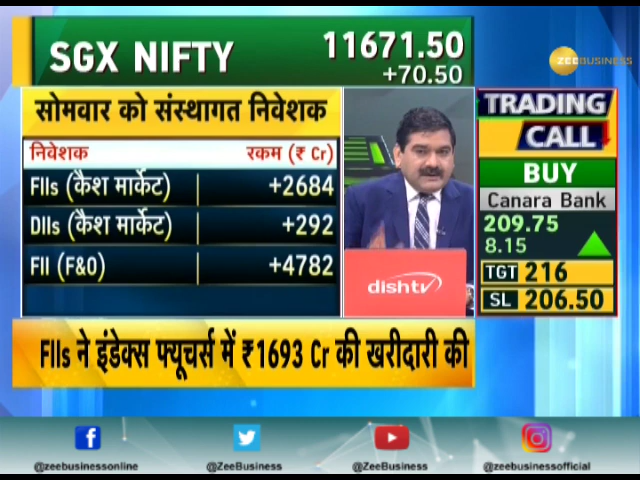 SGX NIFTY
11671.50
+70.50
ZEEBUSINESS
सोमवार को संस्थागत निवेशक
निवेशक रकम (₹ Cr)
FIIs (कैश मार्केट) +2684
DIIs (कैश मार्केट) +292
FII (F&O) +4782
dishtv
TRADING
CALL
BUY
Canara Bank
209.75
8.15
TGT 216
SL 206.50
FIIs ने इंडेक्स फ्यूचर्स में ₹1693 Cr की खरीदारी की
@zeebusinessonline @ZeeBusiness @ZeeBusiness @zeebusinessofficial